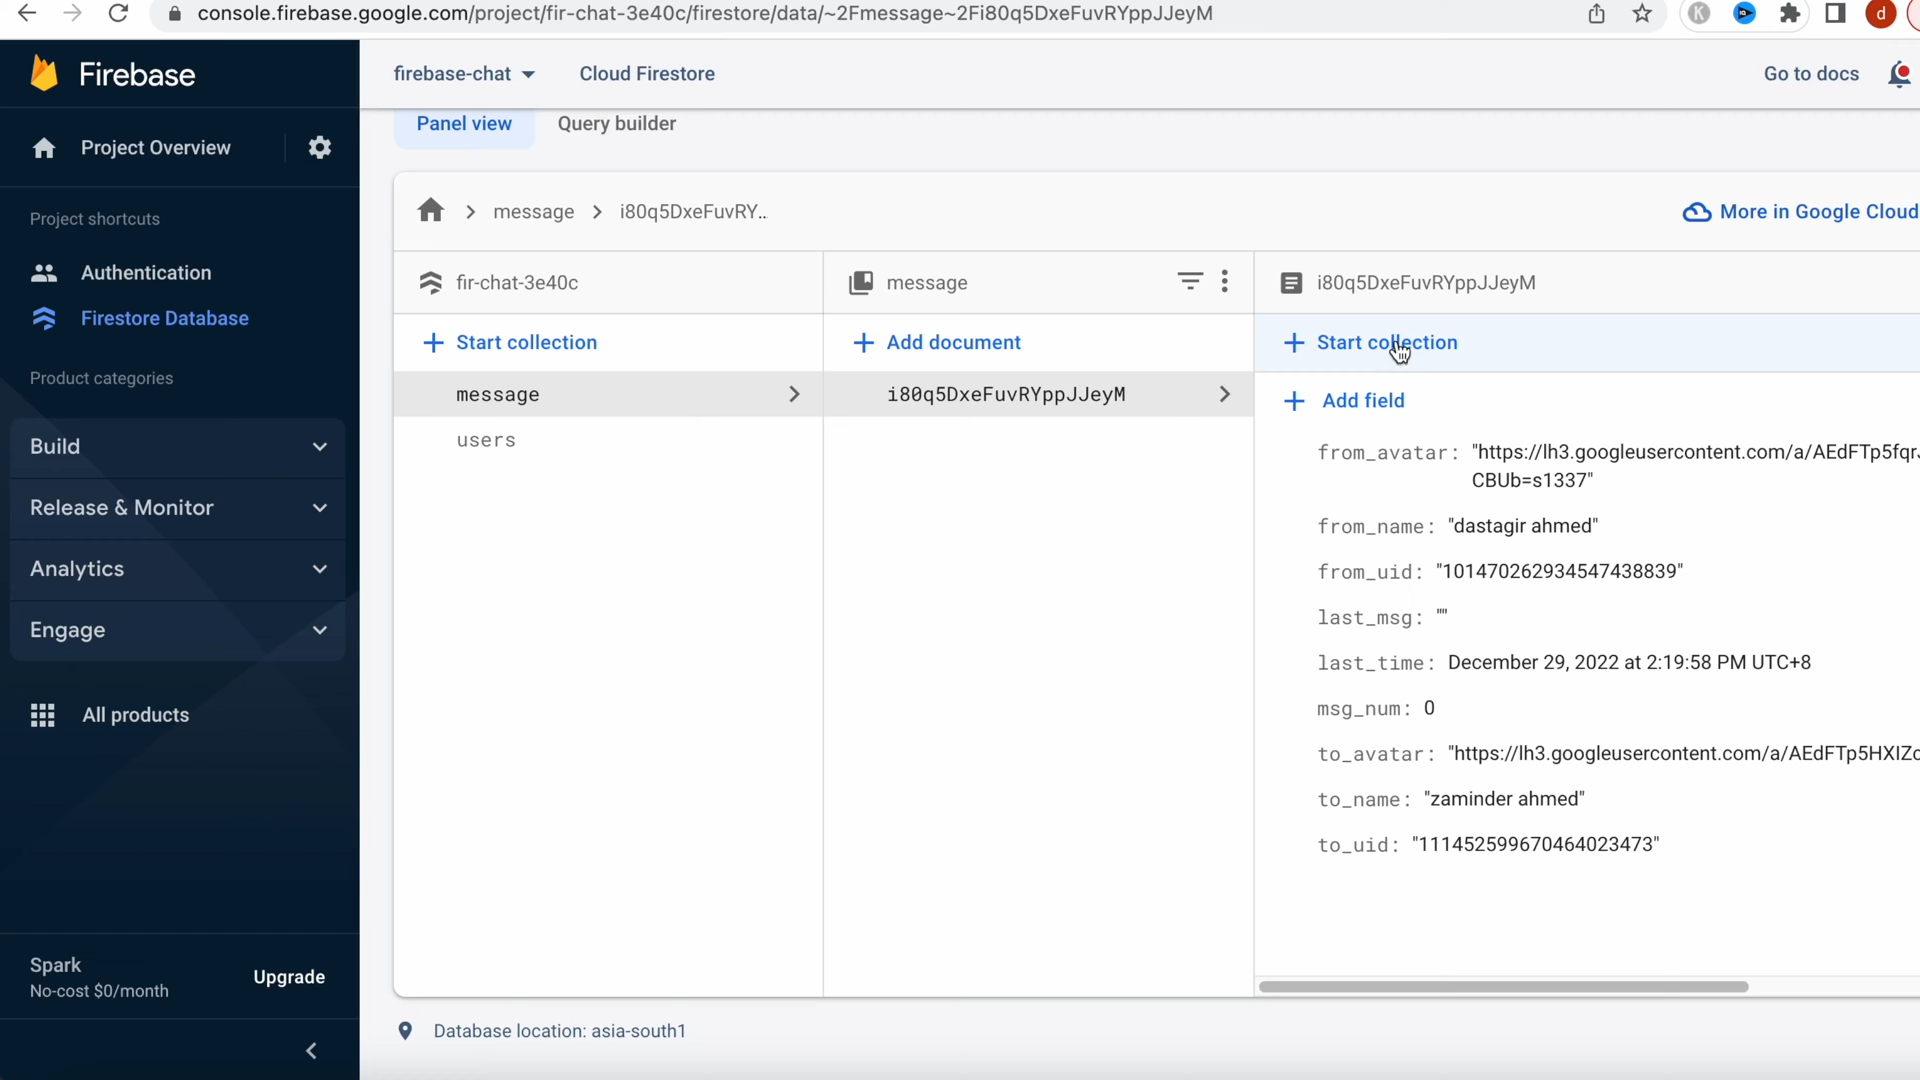 console.firebase.google.com/project/fir-chat-3e40c/firestore/data/~2Fmessage~2Fi80q5DxeFuvRYppJJeyM
K
d
Firebase
firebase-chat
Cloud Firestore
Go to docs
Panel view
Query builder
Project Overview
Project shortcuts
Authentication
Firestore Database
Product categories
Build
Release & Monitor
Analytics
Engage
All products
Spark
No-cost $0/month
Upgrade
message
i80q5DxeFuvRY...
More in Google Cloud
fir-chat-3e40c
message
i80q5DxeFuvRYppJJeyM
+ Start collection
+ Add document
+ Start collection
message
users
i80q5DxeFuvRYppJJeyM
+ Add field
from_avatar: "https://lh3.googleusercontent.com/a/AEdFTp5fqr
CBUb=s1337"
from_name: "dastagir ahmed"
from_uid: "101470262934547438839"
last_msg: ""
last_time: December 29, 2022 at 2:19:58 PM UTC+8
msg_num: 0
to_avatar: "https://lh3.googleusercontent.com/a/AEdFTp5HXIZc
to_name: "zaminder ahmed"
to_uid: "111452599670464023473"
Database location: asia-south1